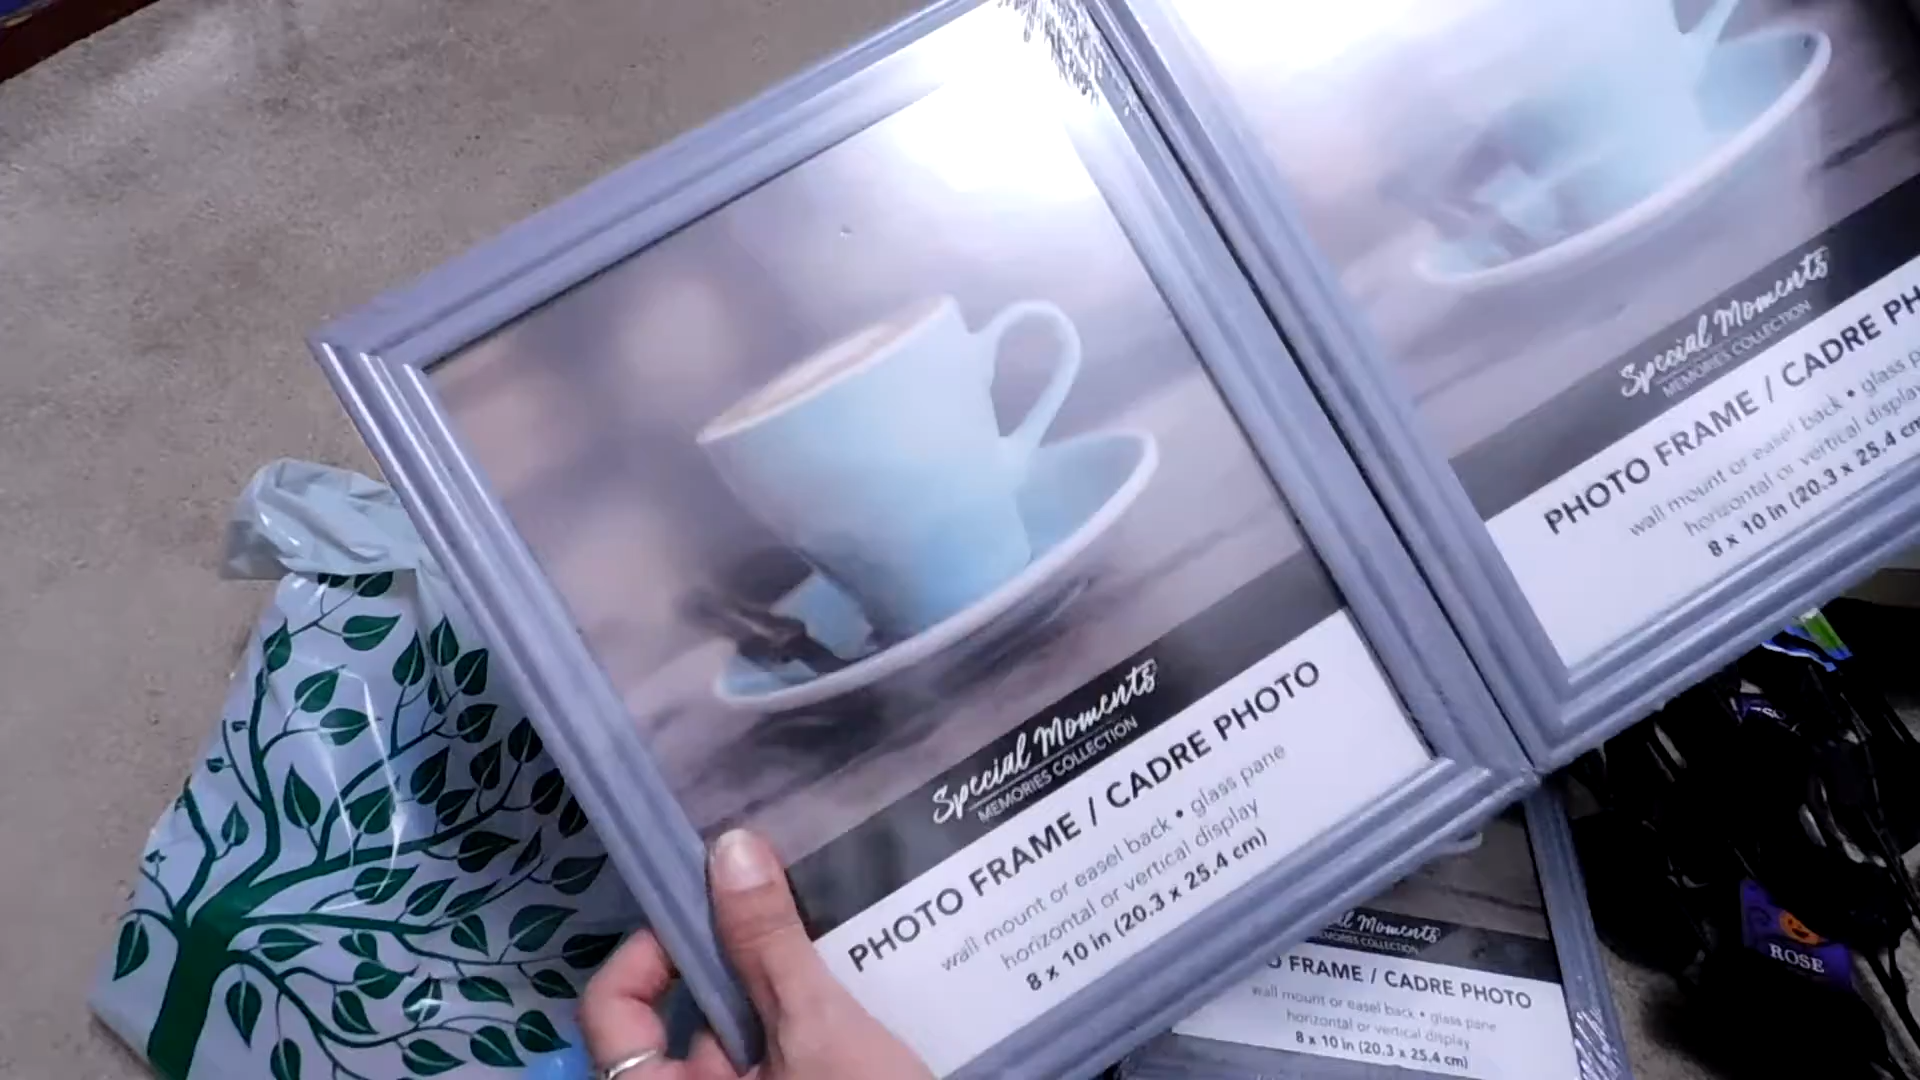 Special Moments
MEMORIES COLLECTION
PHOTO FRAME / CADRE PHOTO
wall mount or easel back • glass pane
horizontal or vertical display
8 x 10 in (20.3 x 25.4 cm)
Special Moments
MEMORIES COLLECTION
PHOTO FRAME / CADRE PH
wall mount or easel back • glass
horizontal or vertical display
8 x 10 in (20.3 x 25.4 cm
Moments
COLLECTION
FRAME / CADRE PHOTO
wall mount or easel back • glass pane
horizontal or vertical display
8 x 10 in (20.3 x 25.4 cm)
ROSE